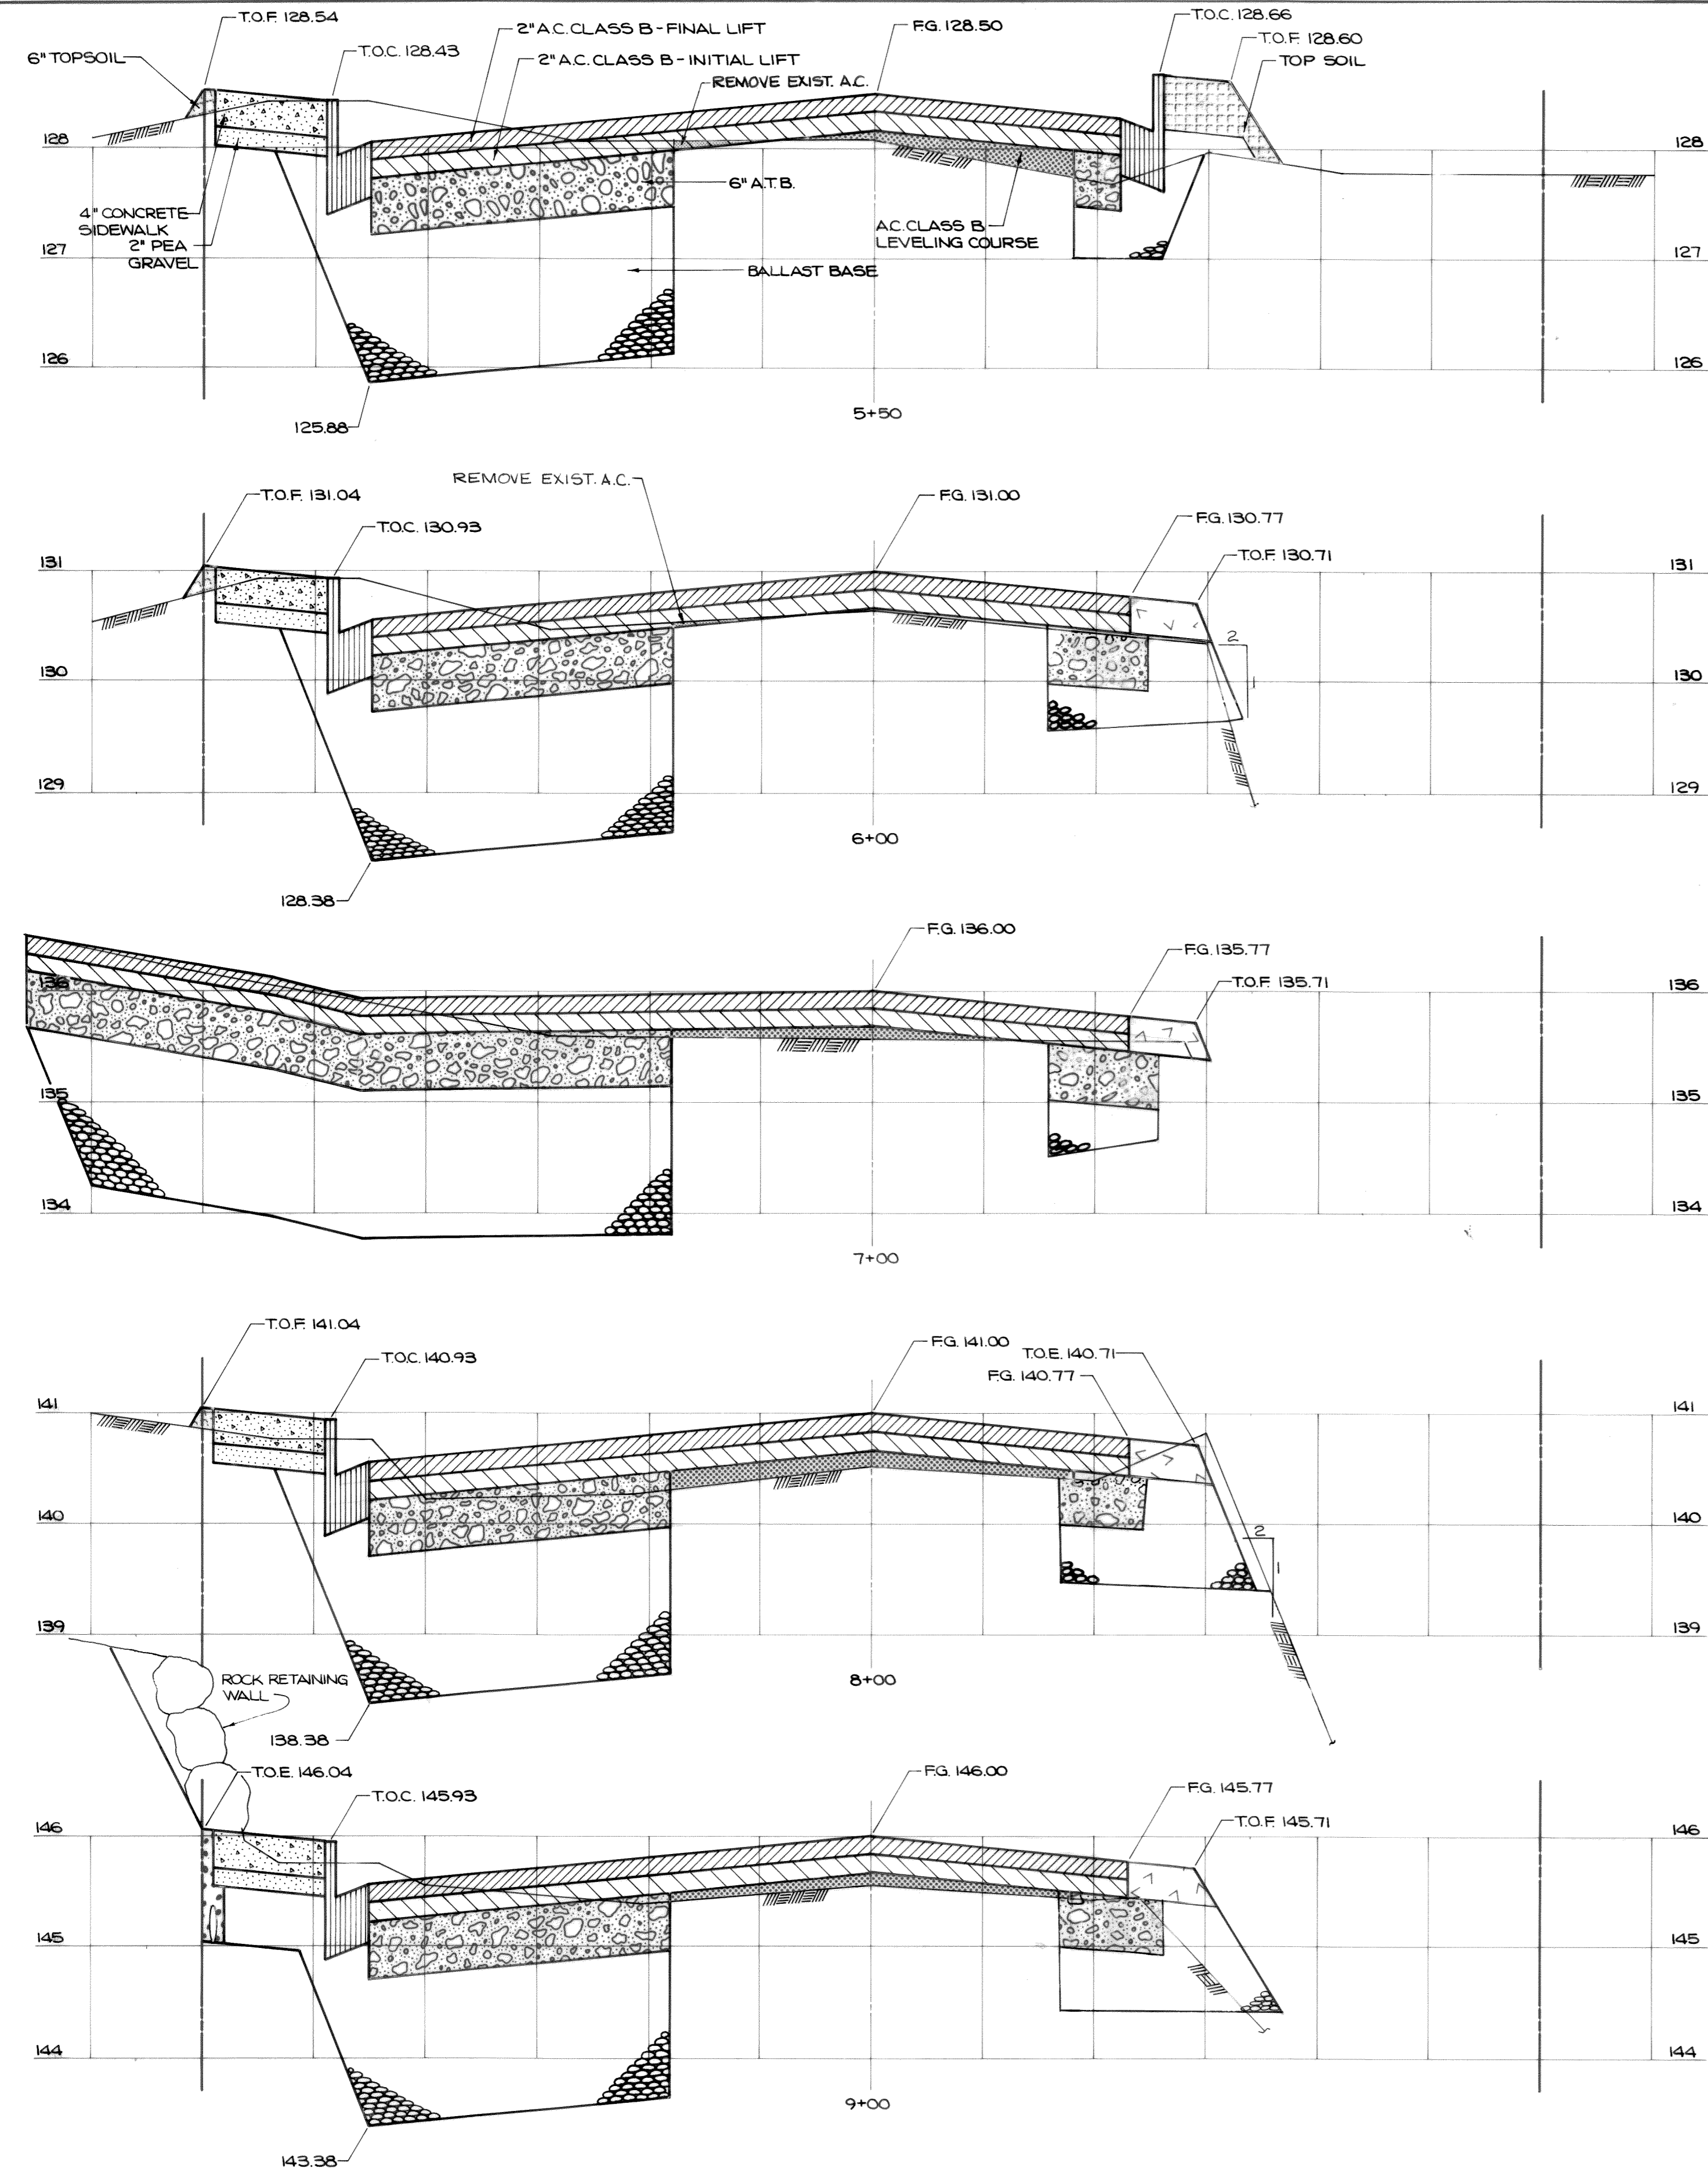 T.O.F. 128.54
T.O.C. 128.43
6" TOPSOIL
2" A.C. CLASS B - FINAL LIFT
2" A.C. CLASS B - INITIAL LIFT
REMOVE EXIST. A.C.
F.G. 128.50
T.O.C. 128.66
T.O.F. 128.60
TOP SOIL
128
128
4" CONCRETE
SIDEWALK
2" PEA
GRAVEL
6" A.T.B.
A.C. CLASS B
LEVELING COURSE
BALLAST BASE
127
127
126
126
125.88
5+50
REMOVE EXIST. A.C.
T.O.F. 131.04
T.O.C. 130.93
F.G. 131.00
F.G. 130.77
T.O.F. 130.71
131
131
2
1
130
130
129
129
6+00
128.38
F.G. 136.00
F.G. 135.77
T.O.F. 135.71
136
136
135
135
134
134
7+00
T.O.F. 141.04
T.O.C. 140.93
F.G. 141.00
T.O.E. 140.71
F.G. 140.77
141
141
140
140
2
1
139
139
ROCK RETAINING
WALL
8+00
138.38
T.O.E. 146.04
T.O.C. 145.93
F.G. 146.00
F.G. 145.77
T.O.F. 145.71
146
146
145
145
144
144
9+00
143.38